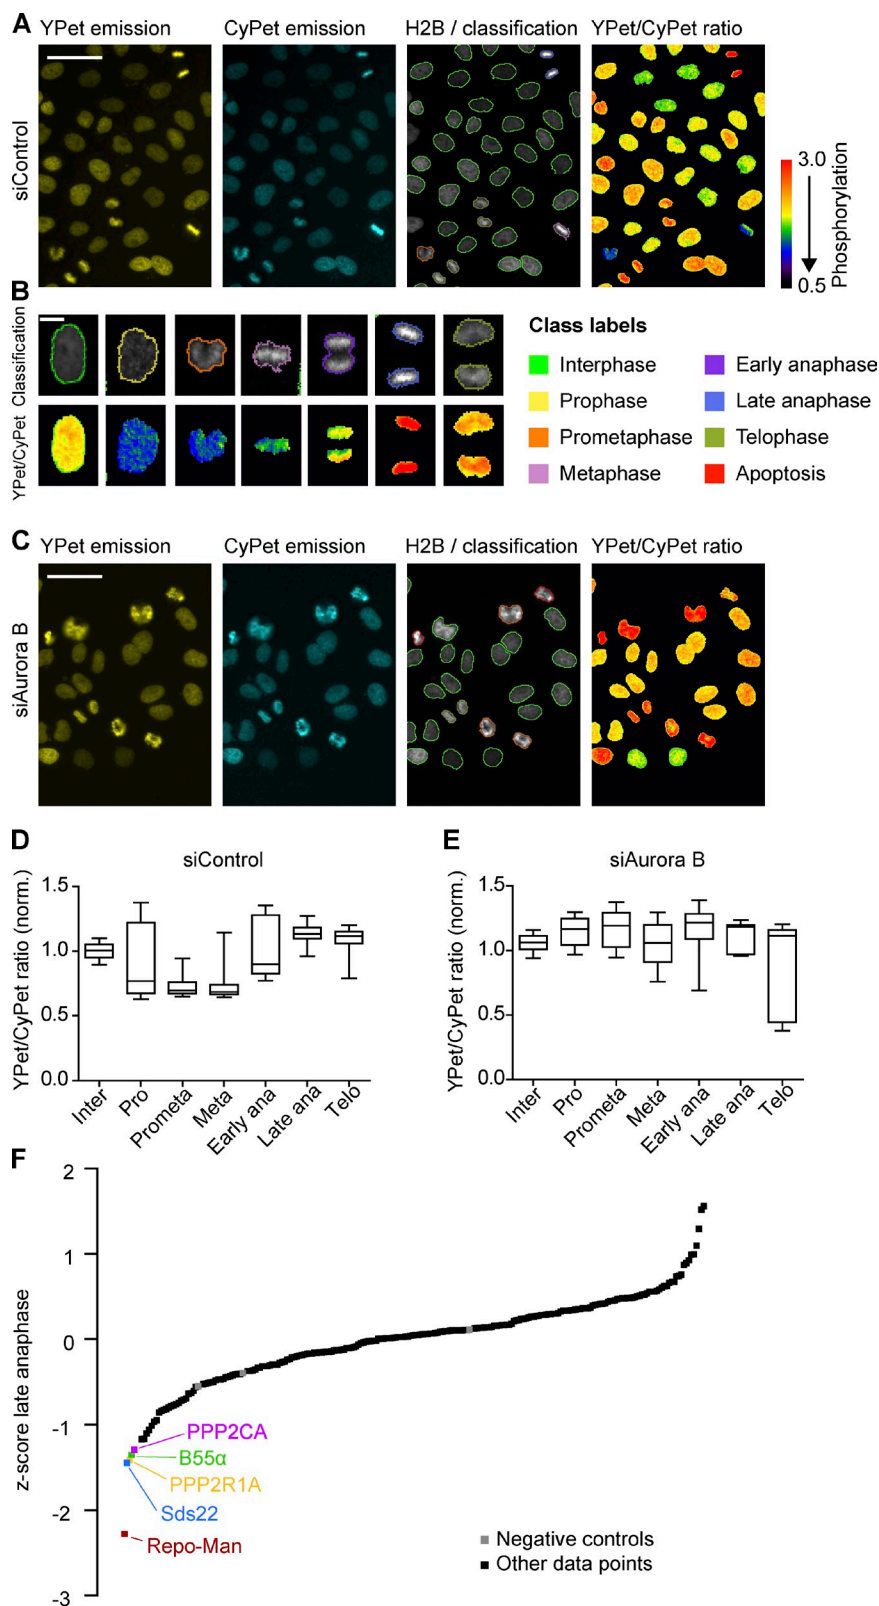 A
YPet emission
CyPet emission
H2B / classification
YPet/CyPet ratio
siControl
3.0
0.5
Phosphorylation
B
Classification
YPet/CyPet
Class labels
Interphase
Early anaphase
Prophase
Late anaphase
Prometaphase
Telophase
Metaphase
Apoptosis
C
YPet emission
CyPet emission
H2B / classification
YPet/CyPet ratio
siAurora B
D
siControl
YPet/CyPet ratio (norm.)
1.5
1.0
0.5
0.0
Inter
Pro
Prometa
Meta
Early ana
Late ana
Telo
E
siAurora B
YPet/CyPet ratio (norm.)
1.5
1.0
0.5
0.0
Inter
Pro
Prometa
Meta
Early ana
Late ana
Telo
F
z-score late anaphase
2
1
0
-1
-2
-3
PPP2CA
B55α
PPP2R1A
Sds22
Repo-Man
Negative controls
Other data points